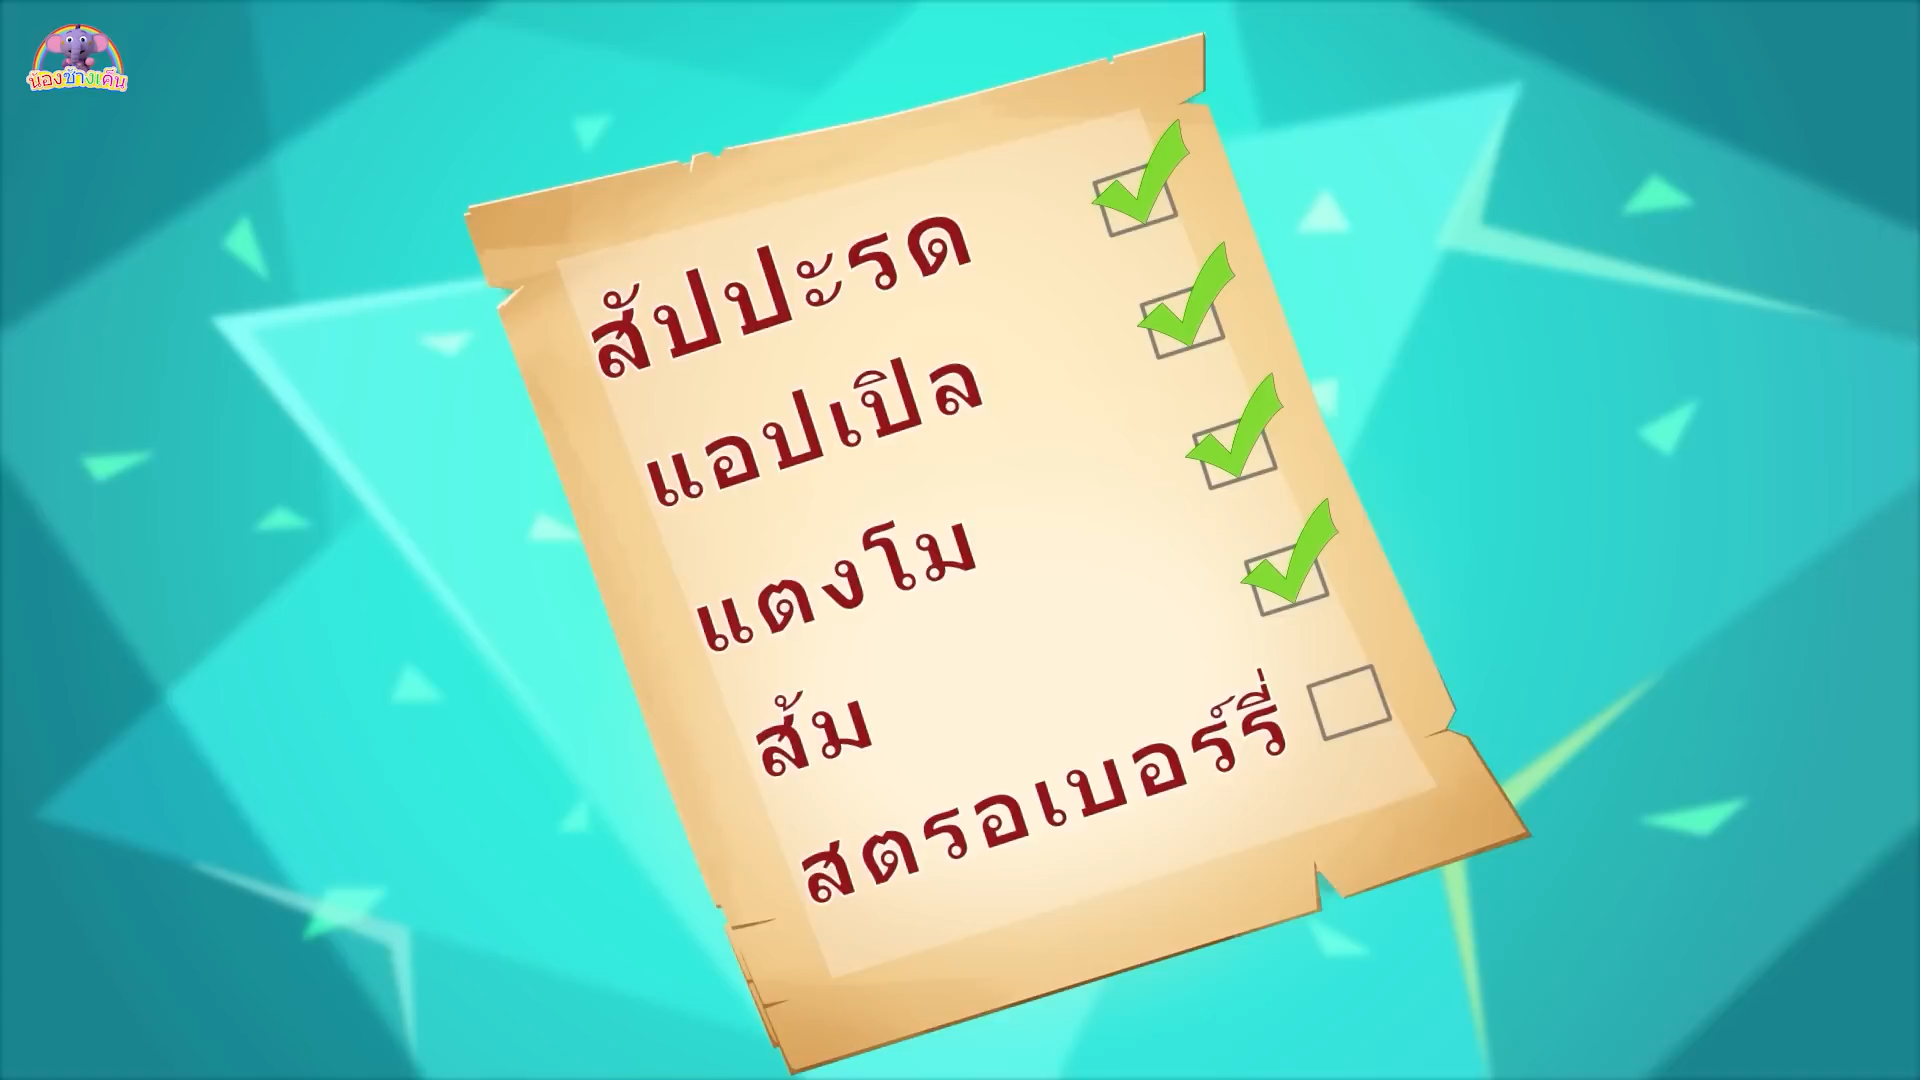 น้องช้างเค็น
สัปปะรด
แอปเปิล
แตงโม
ส้ม
สตรอเบอร์รี่